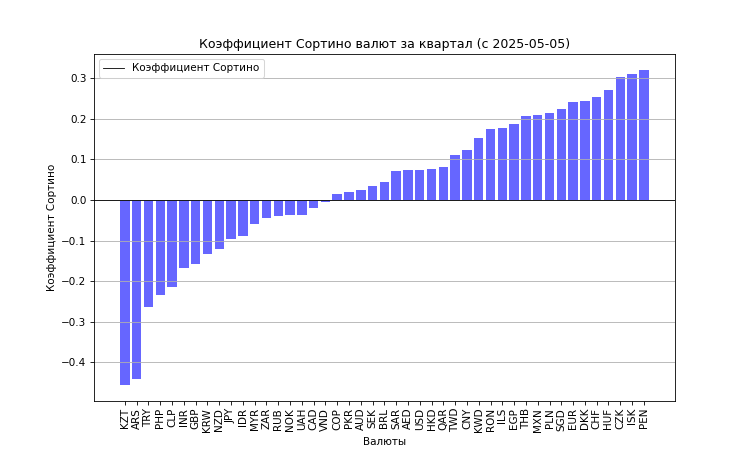 Коэффициент Сортино валют за квартал (с 2025-05-05)
Коэффициент Сортино
0.3
0.2
0.1
0.0
−0.1
−0.2
−0.3
−0.4
Коэффициент Сортино
KZT ARS TRY PHP CLP INR GBP KRW NZD JPY IDR MYR ZAR RUB NOK UAH CAD VND COP PKR AUD SEK BRL SAR AED USD HKD QAR TWD CNY KWD RON ILS EGP THB MXN PLN SGD EUR DKK CHF HUF CZK ISK PEN
Валюты